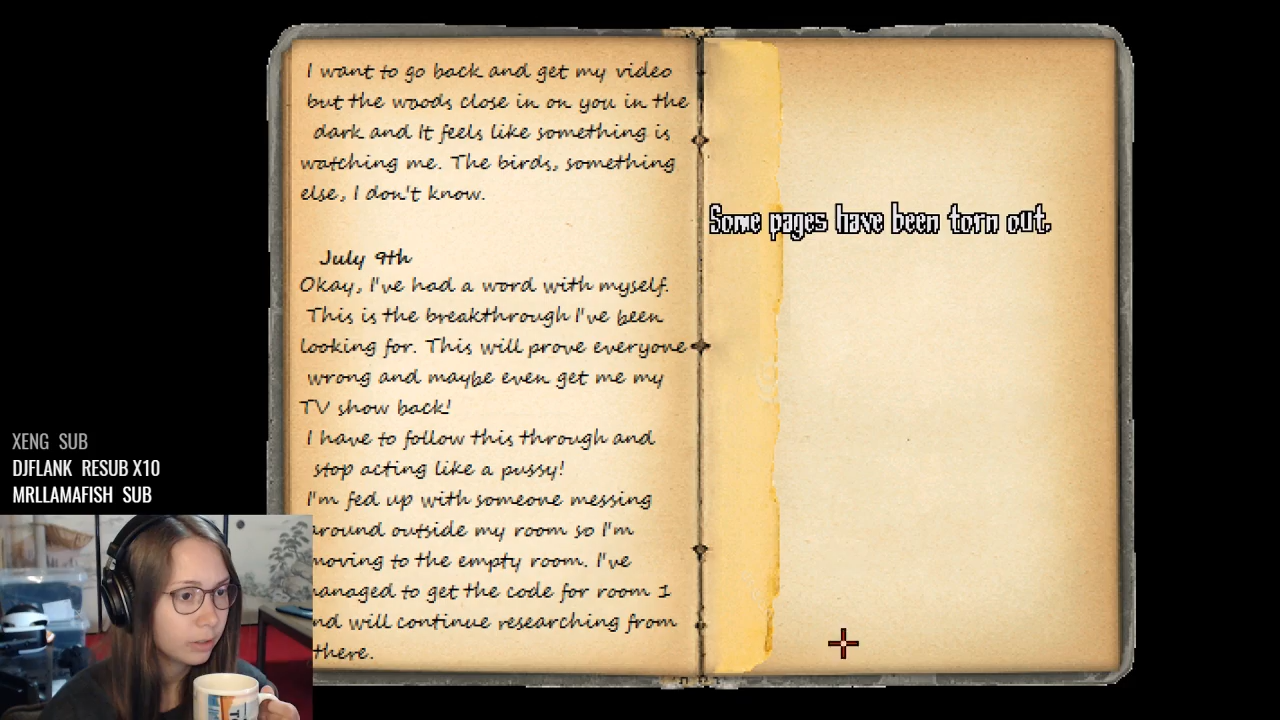 I want to go back and get my video
but the woods close in on you in the
dark and It feels like something is
watching me. The birds, something
else, I don't know.
July 9th
Okay, I've had a word with myself.
This is the breakthrough I've been
looking for. This will prove everyone
wrong and maybe even get me my
TV show back!
I have to follow this through and
stop acting like a pussy!
I'm fed up with someone messing
around outside my room so I'm
moving to the empty room. I've
managed to get the code for room 1
and will continue researching from
there.
Some pages have been torn out.
XENG SUB
DJFLANK RESUB X10
MRLLAMAFISH SUB